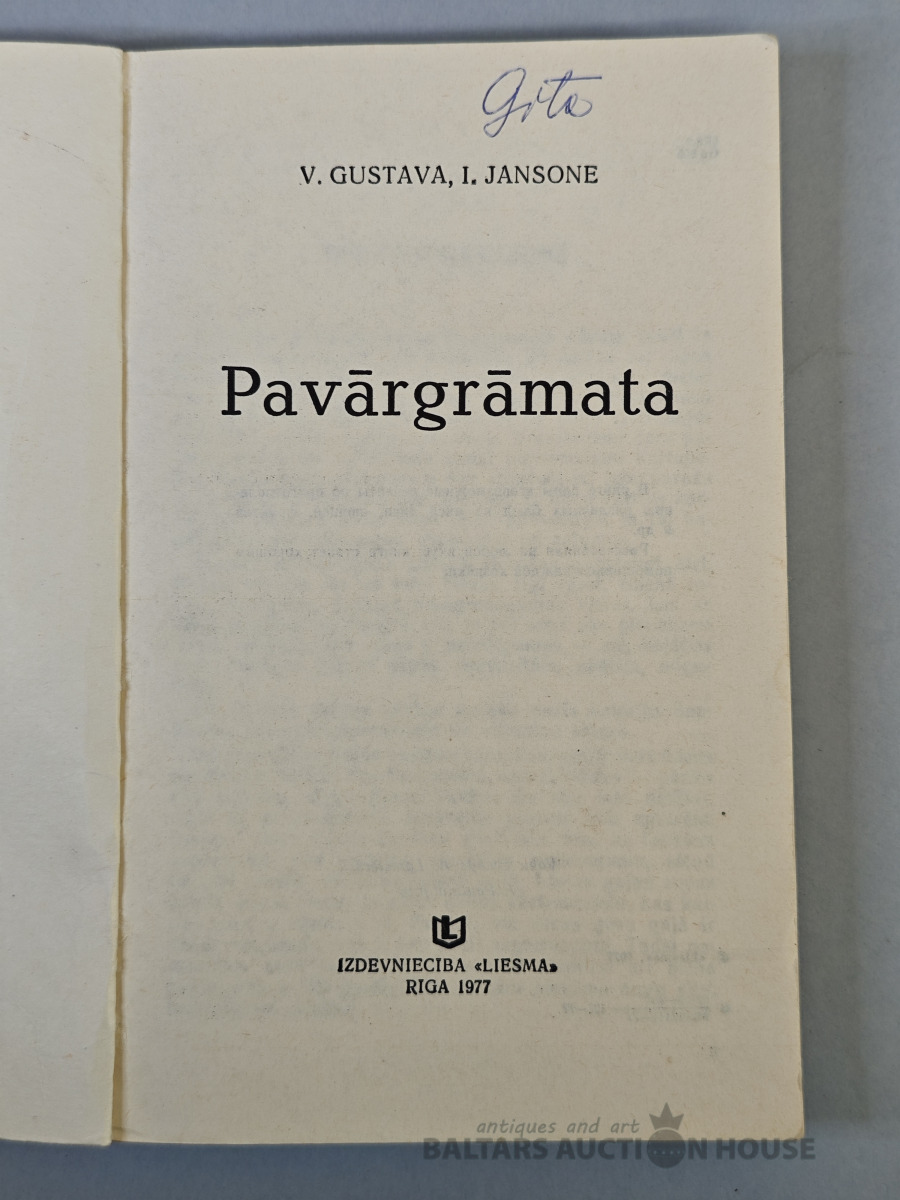 Gita
V. GUSTAVA, I. JANSONE
Pavārgrāmata
L
IZDEVNIECIBA «LIESMA»
RIGA 1977
antiques and art
BALTARS AUCTION HOUSE